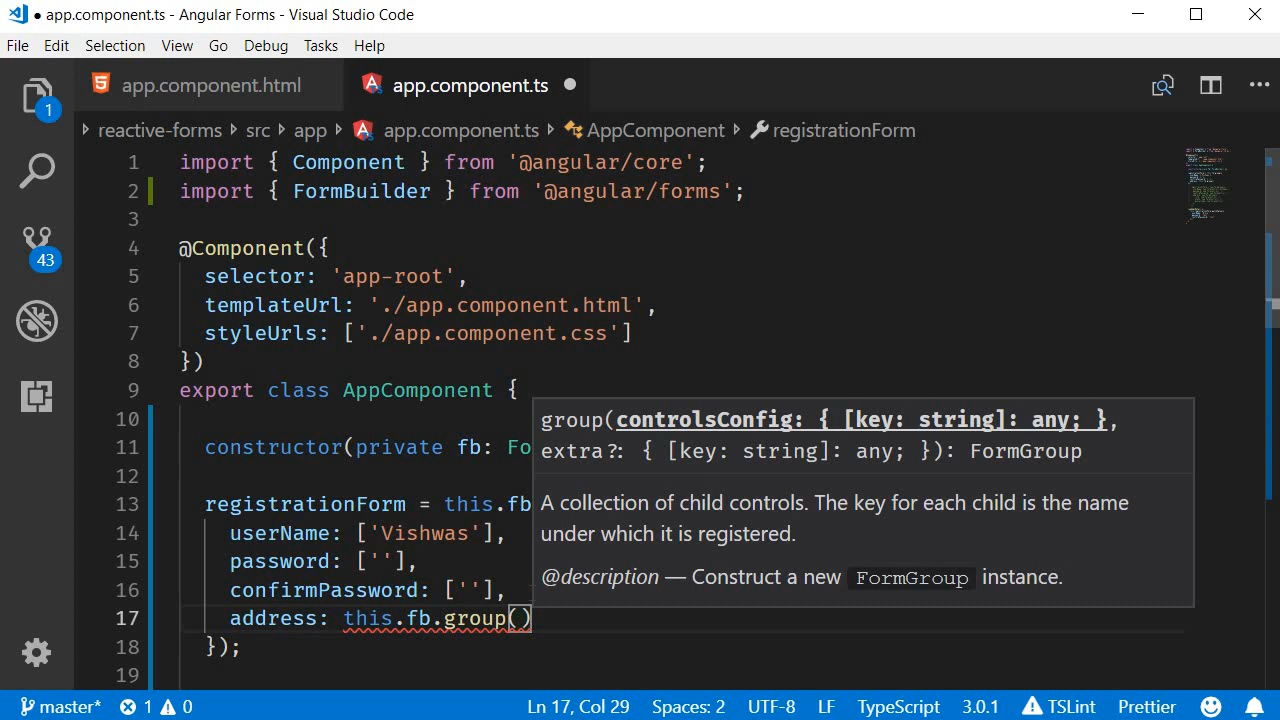 ● app.component.ts - Angular Forms - Visual Studio Code
File Edit Selection View Go Debug Tasks Help
app.component.html app.component.ts ●
reactive-forms src app app.component.ts AppComponent registrationForm
1 import { Component } from '@angular/core';
2 import { FormBuilder } from '@angular/forms';
3
4 @Component({
5 selector: 'app-root',
6 templateUrl: './app.component.html',
7 styleUrls: ['./app.component.css']
8 })
9 export class AppComponent {
10
11 constructor(private fb: Fo
12
13 registrationForm = this.fb
14 userName: ['Vishwas'],
15 password: [''],
16 confirmPassword: [''],
17 address: this.fb.group()
18 });
19
group(controlsConfig: { [key: string]: any; },
extra?: { [key: string]: any; }): FormGroup
A collection of child controls. The key for each child is the name
under which it is registered.
@description — Construct a new FormGroup instance.
1
43
master* 1 0 Ln 17, Col 29 Spaces: 2 UTF-8 LF TypeScript 3.0.1 TSLint Prettier